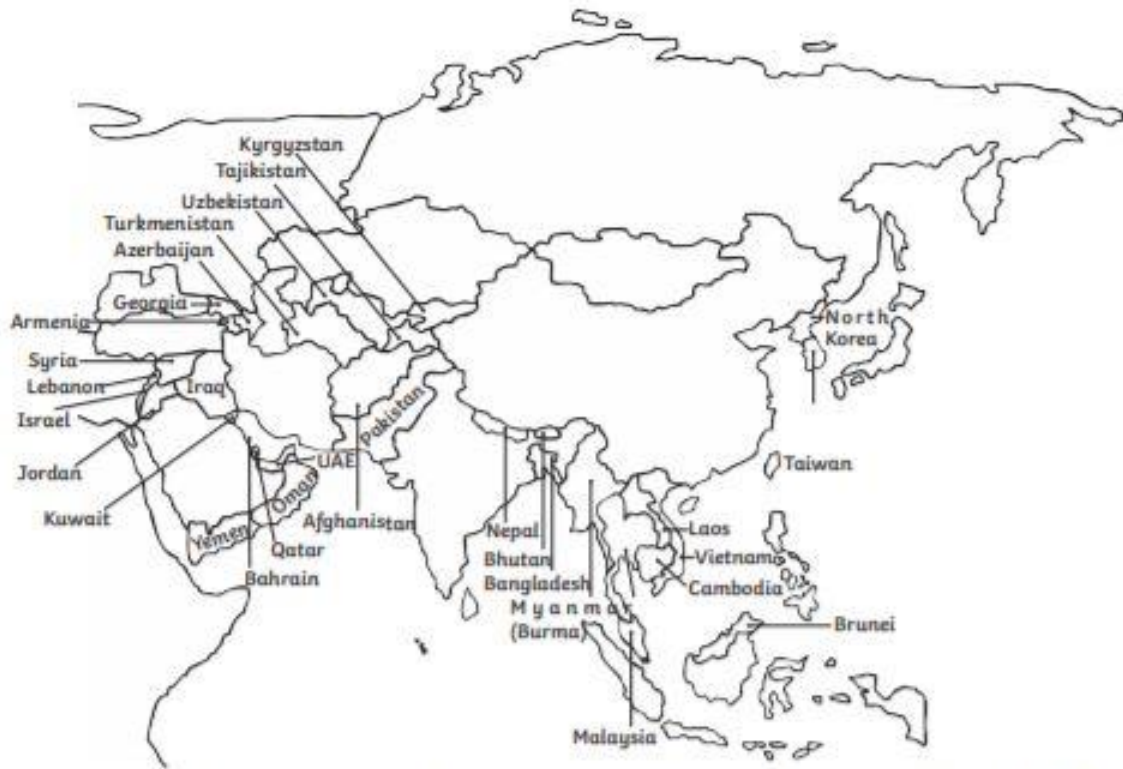 Kyrgyzstan
Tajikistan
Uzbekistan
Turkmenistan
Azerbaijan
Georgia
Armenia
Syria
Lebanon
Iraq
Israel
Jordan
Kuwait
UAE
Oman
Yemen
Qatar
Bahrain
Pakistan
Afghanistan
Nepal
Bhutan
Bangladesh
Myanmar
(Burma)
North
Korea
Taiwan
Laos
Vietnam
Cambodia
Brunei
Malaysia